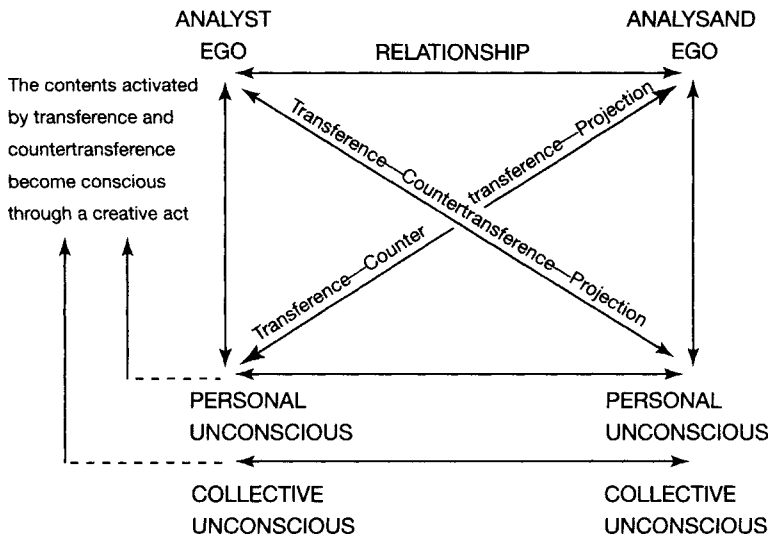 ANALYST
EGO
RELATIONSHIP
ANALYSAND
EGO
The contents activated
by transference and
countertransference
become conscious
through a creative act
Transference—Countertransference—Projection
Transference—Counter transference—Projection
PERSONAL
UNCONSCIOUS
PERSONAL
UNCONSCIOUS
COLLECTIVE
UNCONSCIOUS
COLLECTIVE
UNCONSCIOUS